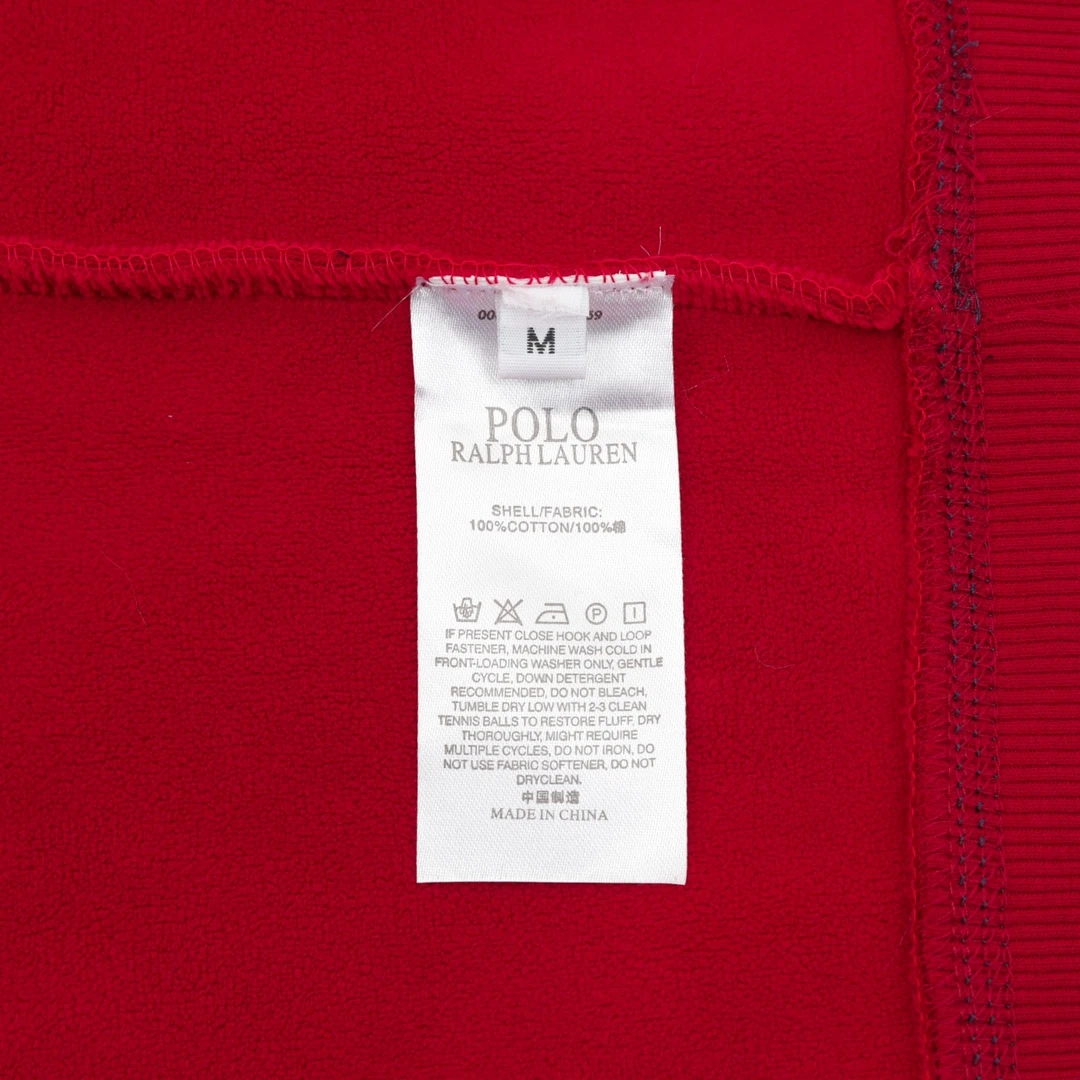 M
POLO
RALPH LAUREN
SHELL/FABRIC:
100%COTTON/100%棉
IF PRESENT CLOSE HOOK AND LOOP
FASTENER, MACHINE WASH COLD IN
FRONT-LOADING WASHER ONLY, GENTLE
CYCLE, DOWN DETERGENT
RECOMMENDED, DO NOT BLEACH,
TUMBLE DRY LOW WITH 2-3 CLEAN
TENNIS BALLS TO RESTORE FLUFF, DRY
THOROUGHLY, MIGHT REQUIRE
MULTIPLE CYCLES, DO NOT IRON, DO
NOT USE FABRIC SOFTENER, DO NOT
DRYCLEAN.
中国制造
MADE IN CHINA